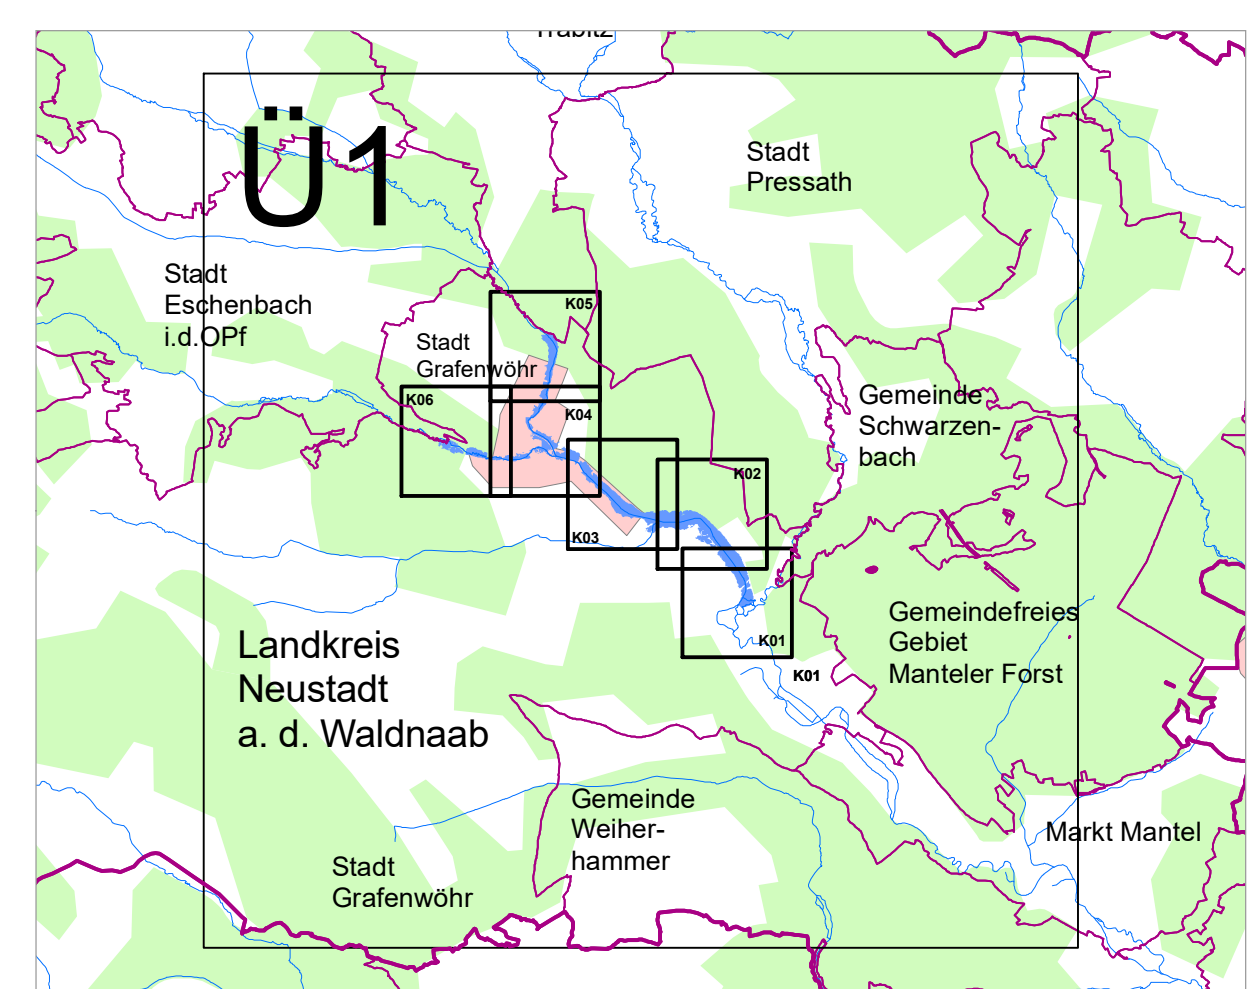 Trabitz
Ü1
Stadt
Pressath
Stadt
Eschenbach
i.d.OPf
K05
Stadt
Grafenwöhr
K06
K04
Gemeinde
Schwarzen-
bach
K02
K03
Gemeindefreies
Gebiet
Manteler Forst
K01
K01
Landkreis
Neustadt
a. d. Waldnaab
Gemeinde
Weiher-
hammer
Markt Mantel
Stadt
Grafenwöhr